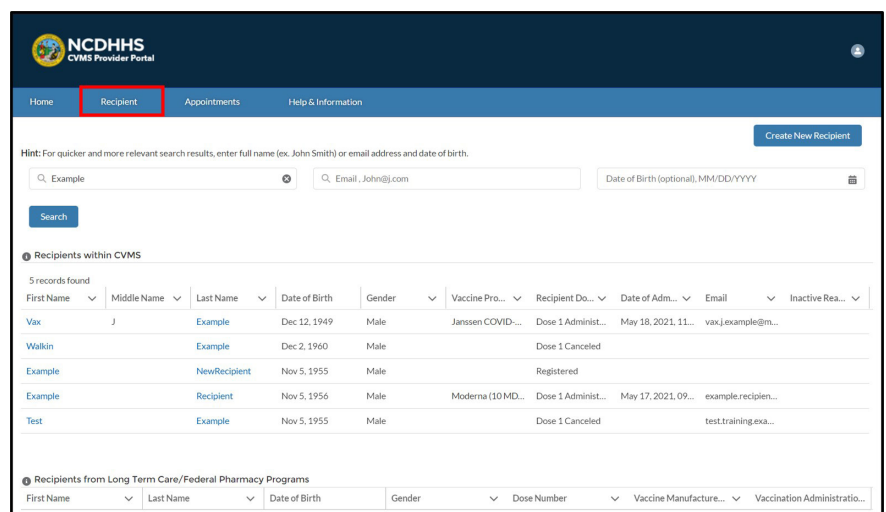 NCDHHS
CVMS Provider Portal
Home Recipient Appointments Help & Information
Create New Recipient
Hint: For quicker and more relevant search results, enter full name (ex. John Smith) or email address and date of birth.
Example Email , John@j.com Date of Birth (optional), MM/DD/YYYY
Search
Recipients within CVMS
5 records found
First Name Middle Name Last Name Date of Birth Gender Vaccine Pro... Recipient Do... Date of Adm... Email Inactive Rea...
Vax J Example Dec 12, 1949 Male Janssen COVID-... Dose 1 Administ... May 18, 2021, 11... vax.j.example@m...
Walkin Example Dec 2, 1960 Male Dose 1 Canceled
Example NewRecipient Nov 5, 1955 Male Registered
Example Recipient Nov 5, 1956 Male Moderna (10 MD... Dose 1 Administ... May 17, 2021, 09... example.recipien...
Test Example Nov 5, 1955 Male Dose 1 Canceled test.training.exa...
Recipients from Long Term Care/Federal Pharmacy Programs
First Name Last Name Date of Birth Gender Dose Number Vaccine Manufacture... Vaccination Administratio...